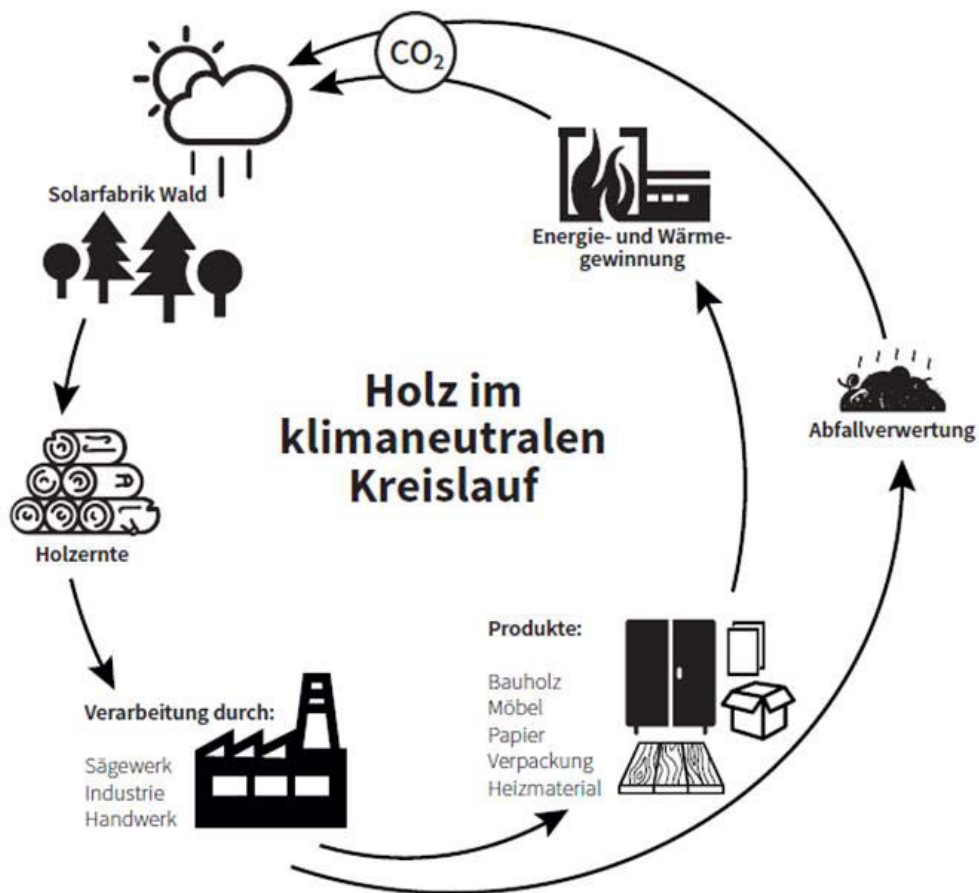 CO₂
Solarfabrik Wald
Energie- und Wärme-
gewinnung
Holz im
klimaneutralen
Kreislauf
Abfallverwertung
Holzernte
Verarbeitung durch:
Sägewerk
Industrie
Handwerk
Produkte:
Bauholz
Möbel
Papier
Verpackung
Heizmaterial